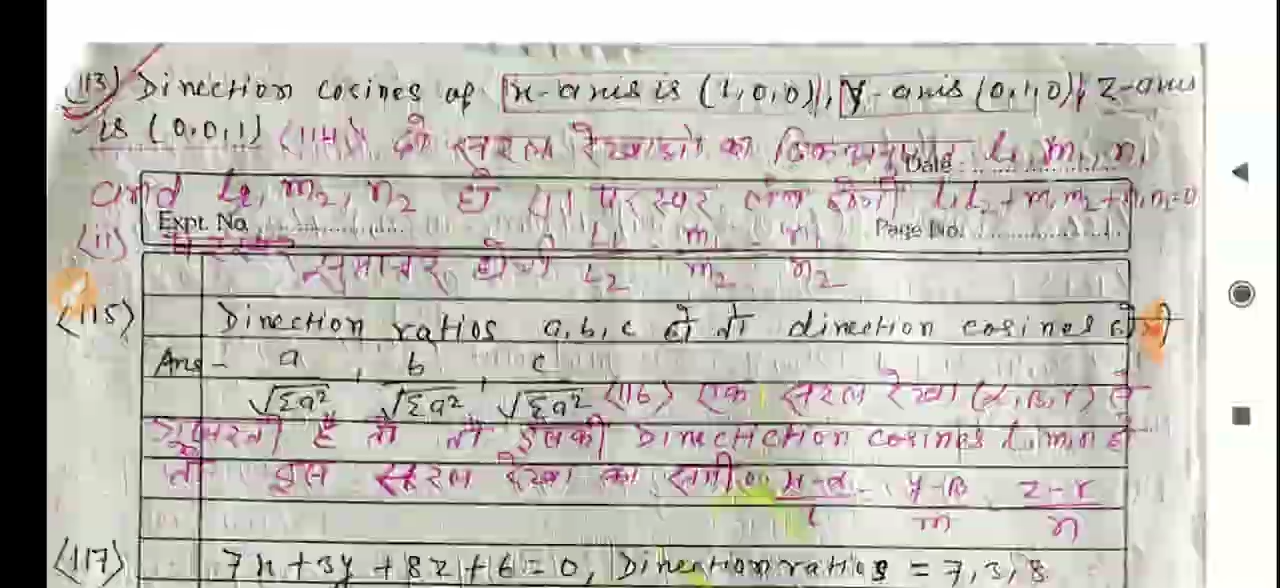 (113) Direction cosines of x-axis is (1,0,0), y-axis (0,1,0), z-axis
is (0,0,1) (114) दो सरल रेखाओं का Date l₁, m₁, n₁
and l₂, m₂, n₂ हो तो परस्पर लंब होगी l₁l₂ + m₁m₂ + n₁n₂=0
Expt. No. Page No.
(ii) समान्तर होगी l₁/l₂ m₁/m₂ n₁/n₂
(115) Direction ratios a, b, c हो तो direction cosines
Ans - a/√Σa², b/√Σa², c/√Σa² (116) एक सरल रेखा (α, β, γ) से
गुजरती है तो इसकी Directiction cosines l, m, n हो
तो इस सरल रेखा का समी० x-α/l = y-β/m = z-γ/n
(117) 7x+3y+8z+6=0, Direction ratios = 7,3,8